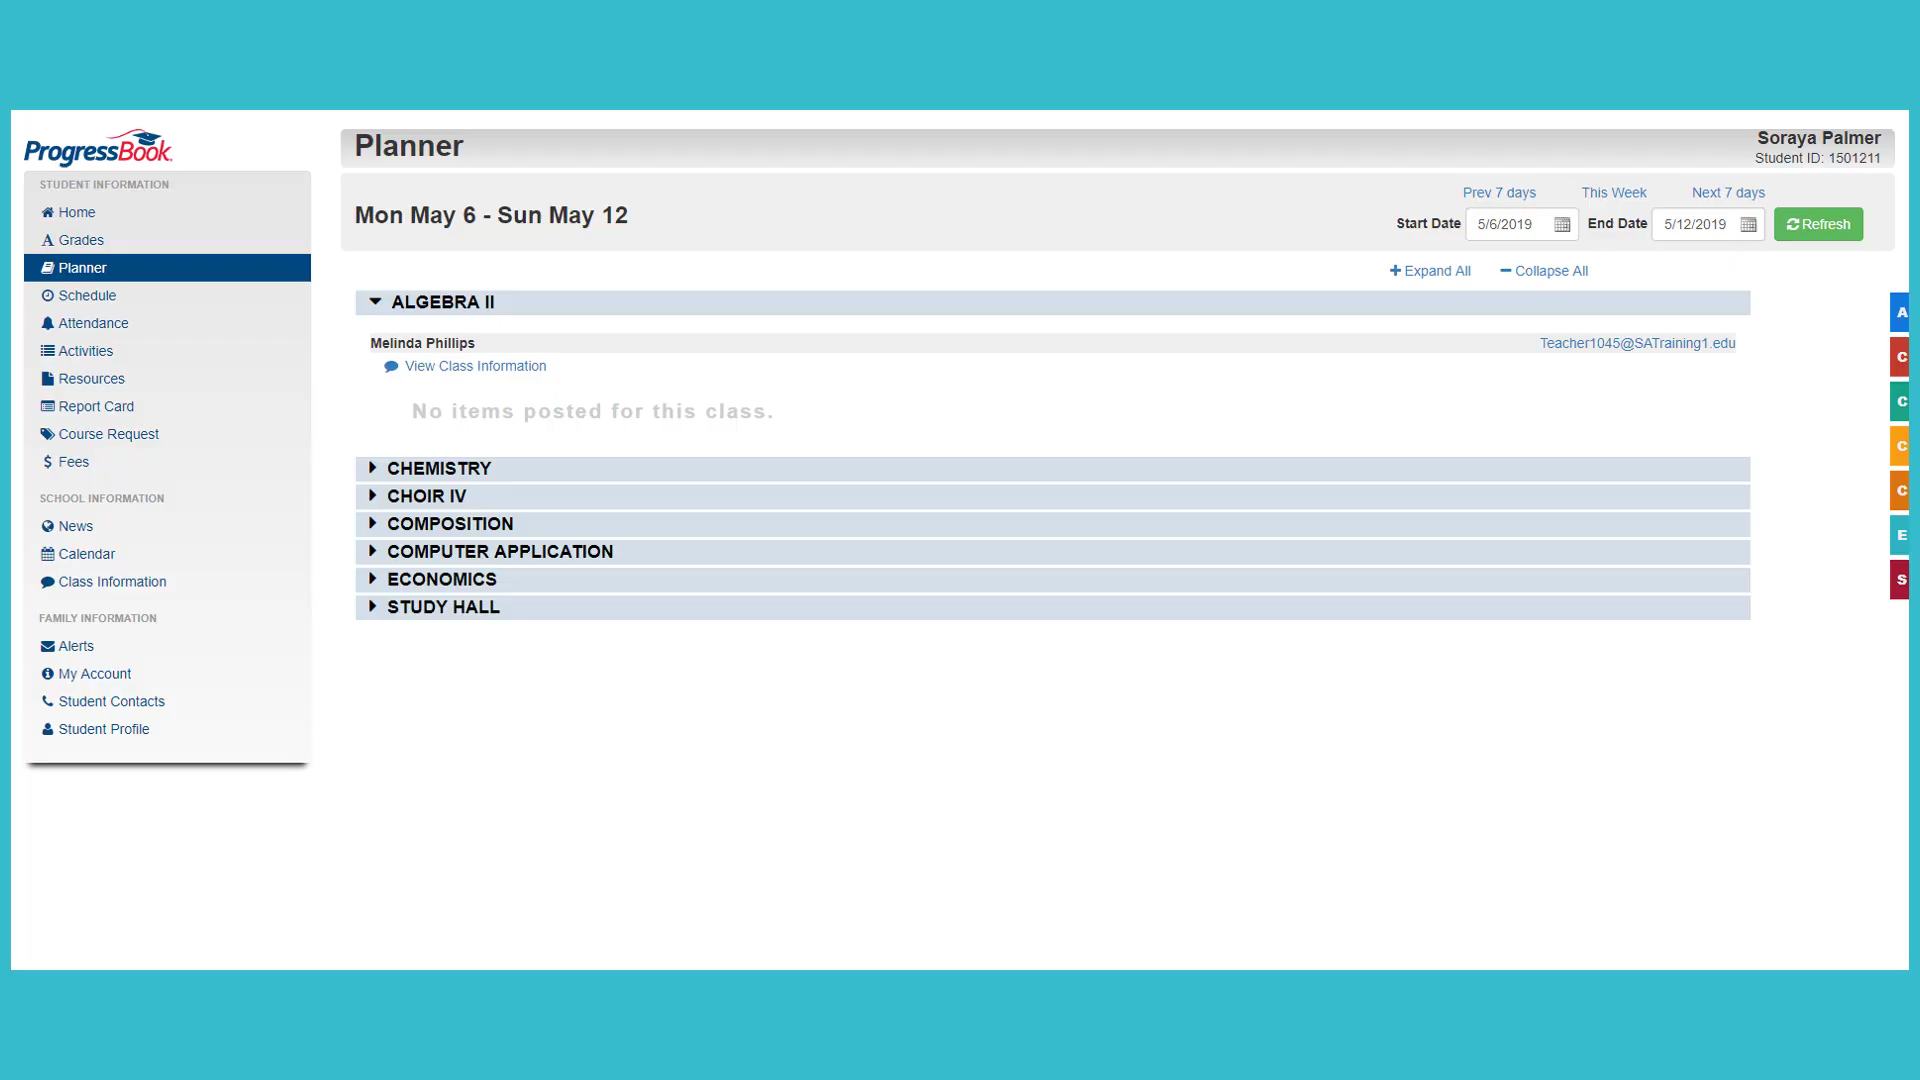 ProgressBook
STUDENT INFORMATION
Home
Grades
Planner
Schedule
Attendance
Activities
Resources
Report Card
Course Request
Fees
SCHOOL INFORMATION
News
Calendar
Class Information
FAMILY INFORMATION
Alerts
My Account
Student Contacts
Student Profile
Planner
Soraya Palmer
Student ID: 1501211
Mon May 6 - Sun May 12
Prev 7 days This Week Next 7 days
Start Date 5/6/2019 End Date 5/12/2019 Refresh
Expand All Collapse All
ALGEBRA II
Melinda Phillips Teacher1045@SATraining1.edu
View Class Information
No items posted for this class.
CHEMISTRY
CHOIR IV
COMPOSITION
COMPUTER APPLICATION
ECONOMICS
STUDY HALL
A
C
C
C
C
E
S